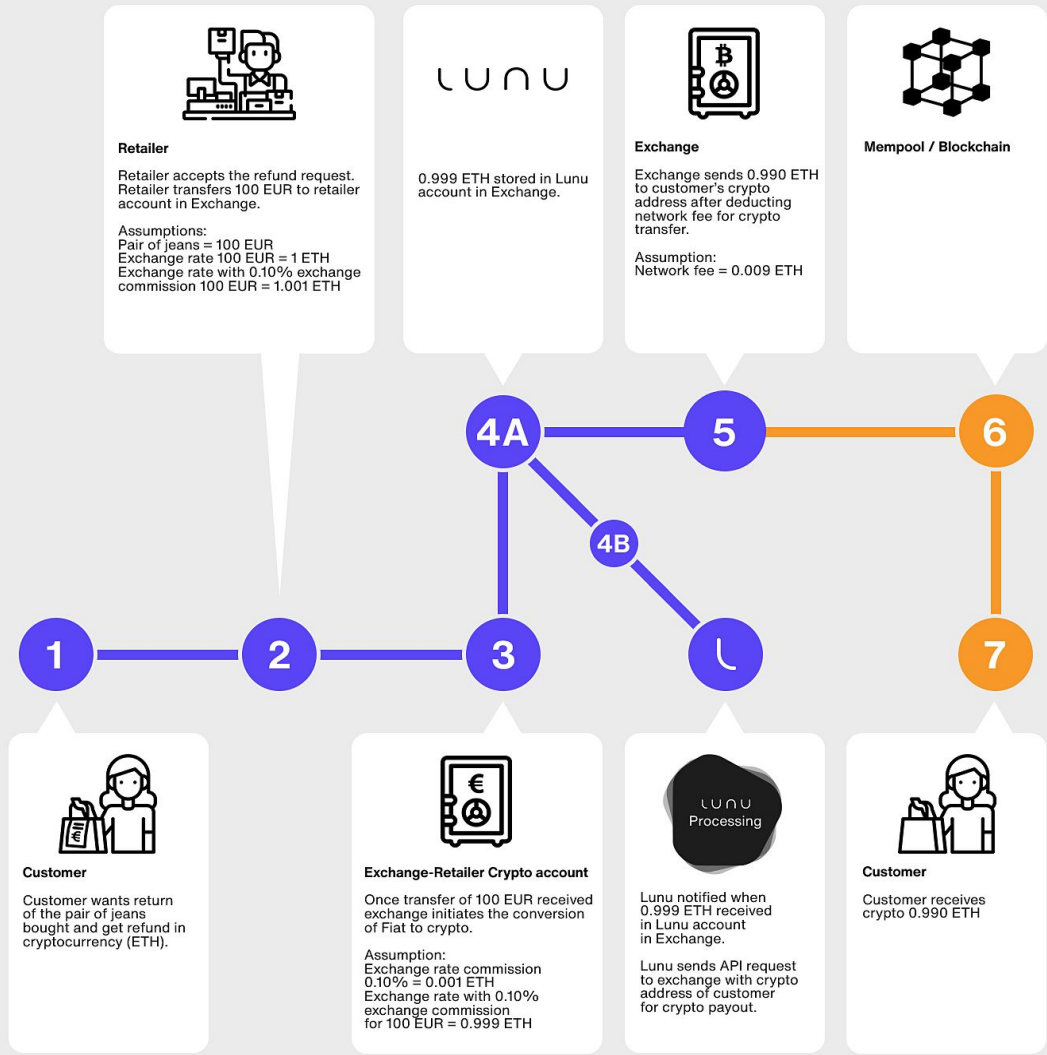 Retailer
Retailer accepts the refund request.
Retailer transfers 100 EUR to retailer
account in Exchange.
Assumptions:
Pair of jeans = 100 EUR
Exchange rate 100 EUR = 1 ETH
Exchange rate with 0.10% exchange
commission 100 EUR = 1.001 ETH
LUNU
0.999 ETH stored in Lunu
account in Exchange.
₿
Exchange
Exchange sends 0.990 ETH
to customer's crypto
address after deducting
network fee for crypto
transfer.
Assumption:
Network fee = 0.009 ETH
Mempool / Blockchain
4A
5
6
4B
1
2
3
7
€
Customer
Customer wants return
of the pair of jeans
bought and get refund in
cryptocurrency (ETH).
€
Exchange-Retailer Crypto account
Once transfer of 100 EUR received
exchange initiates the conversion
of Fiat to crypto.
Assumption:
Exchange rate commission
0.10% = 0.001 ETH
Exchange rate with 0.10%
exchange commission
for 100 EUR = 0.999 ETH
LUNU
Processing
Lunu notified when
0.999 ETH received
in Lunu account
in Exchange.
Lunu sends API request
to exchange with crypto
address of customer
for crypto payout.
Customer
Customer receives
crypto 0.990 ETH